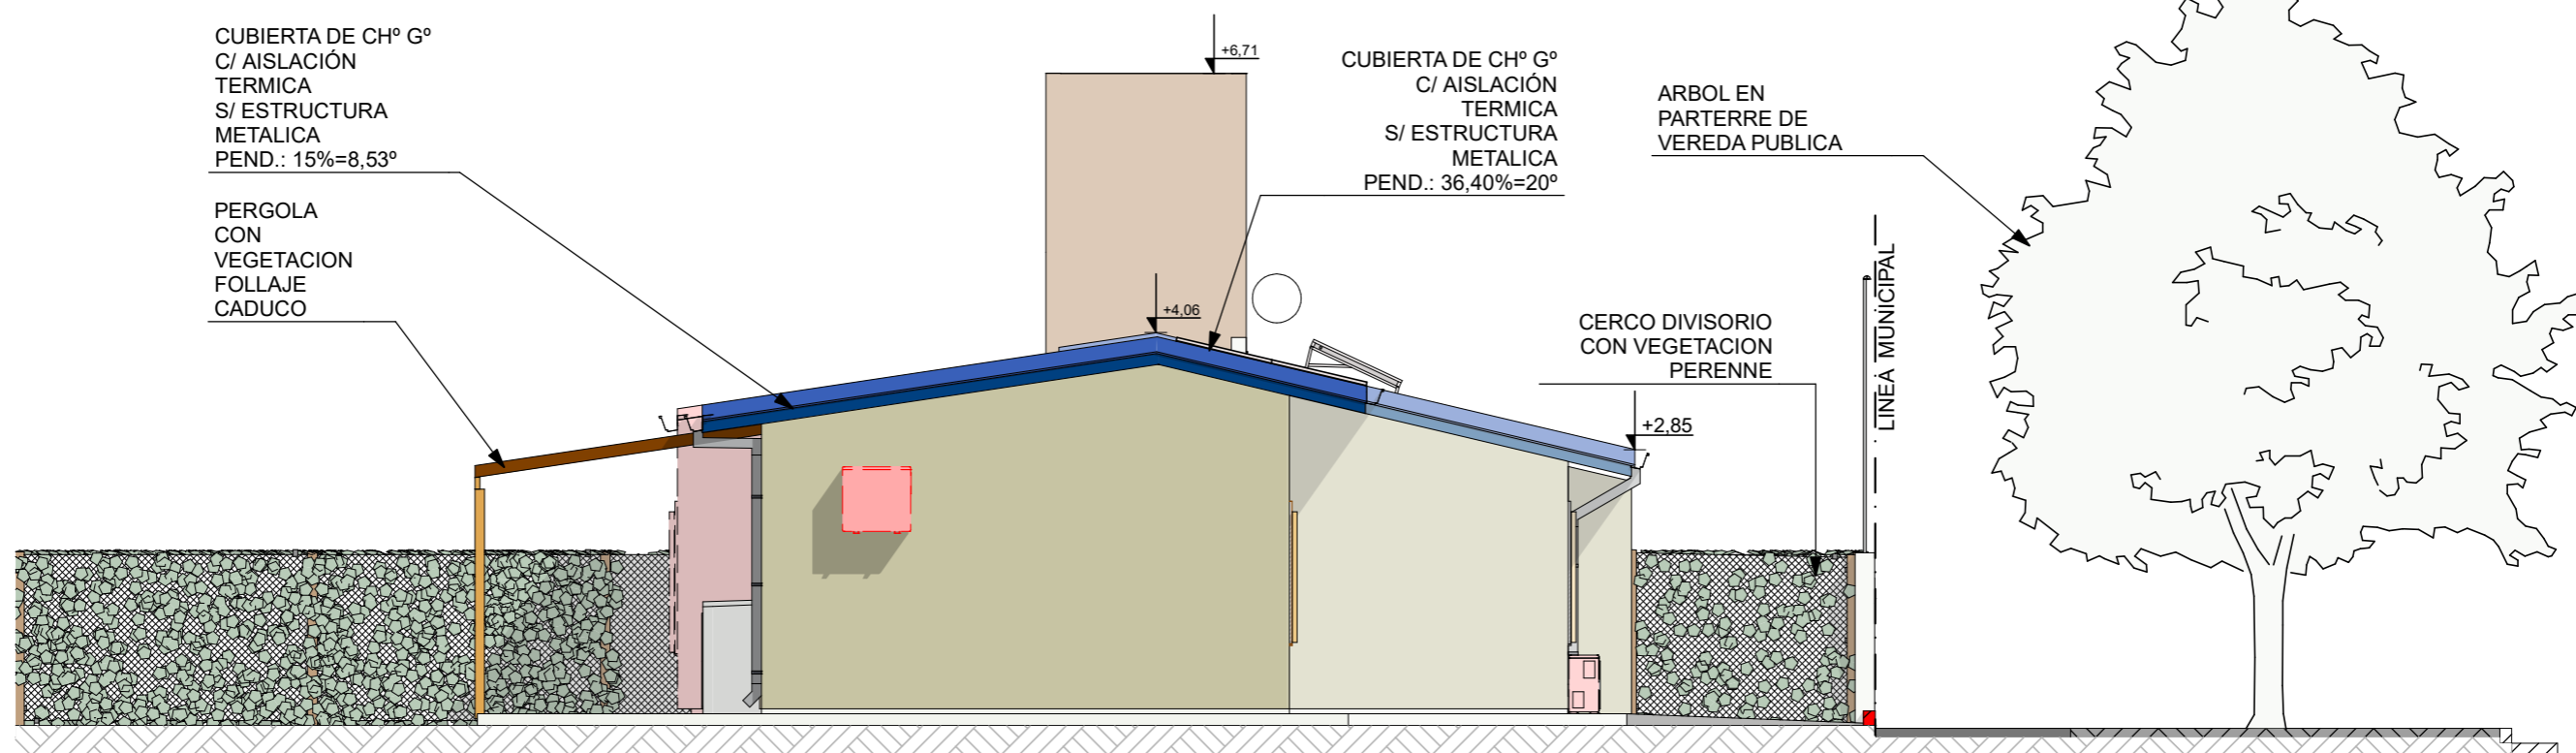 CUBIERTA DE CHº Gº
C/ AISLACIÓN
TERMICA
S/ ESTRUCTURA
METALICA
PEND.: 15%=8,53º
PERGOLA
CON
VEGETACION
FOLLAJE
CADUCO
+6,71
+4,06
CUBIERTA DE CHº Gº
C/ AISLACIÓN
TERMICA
S/ ESTRUCTURA
METALICA
PEND.: 36,40%=20º
ARBOL EN
PARTERRE DE
VEREDA PUBLICA
CERCO DIVISORIO
CON VEGETACION
PERENNE
+2,85
LINEA MUNICIPAL